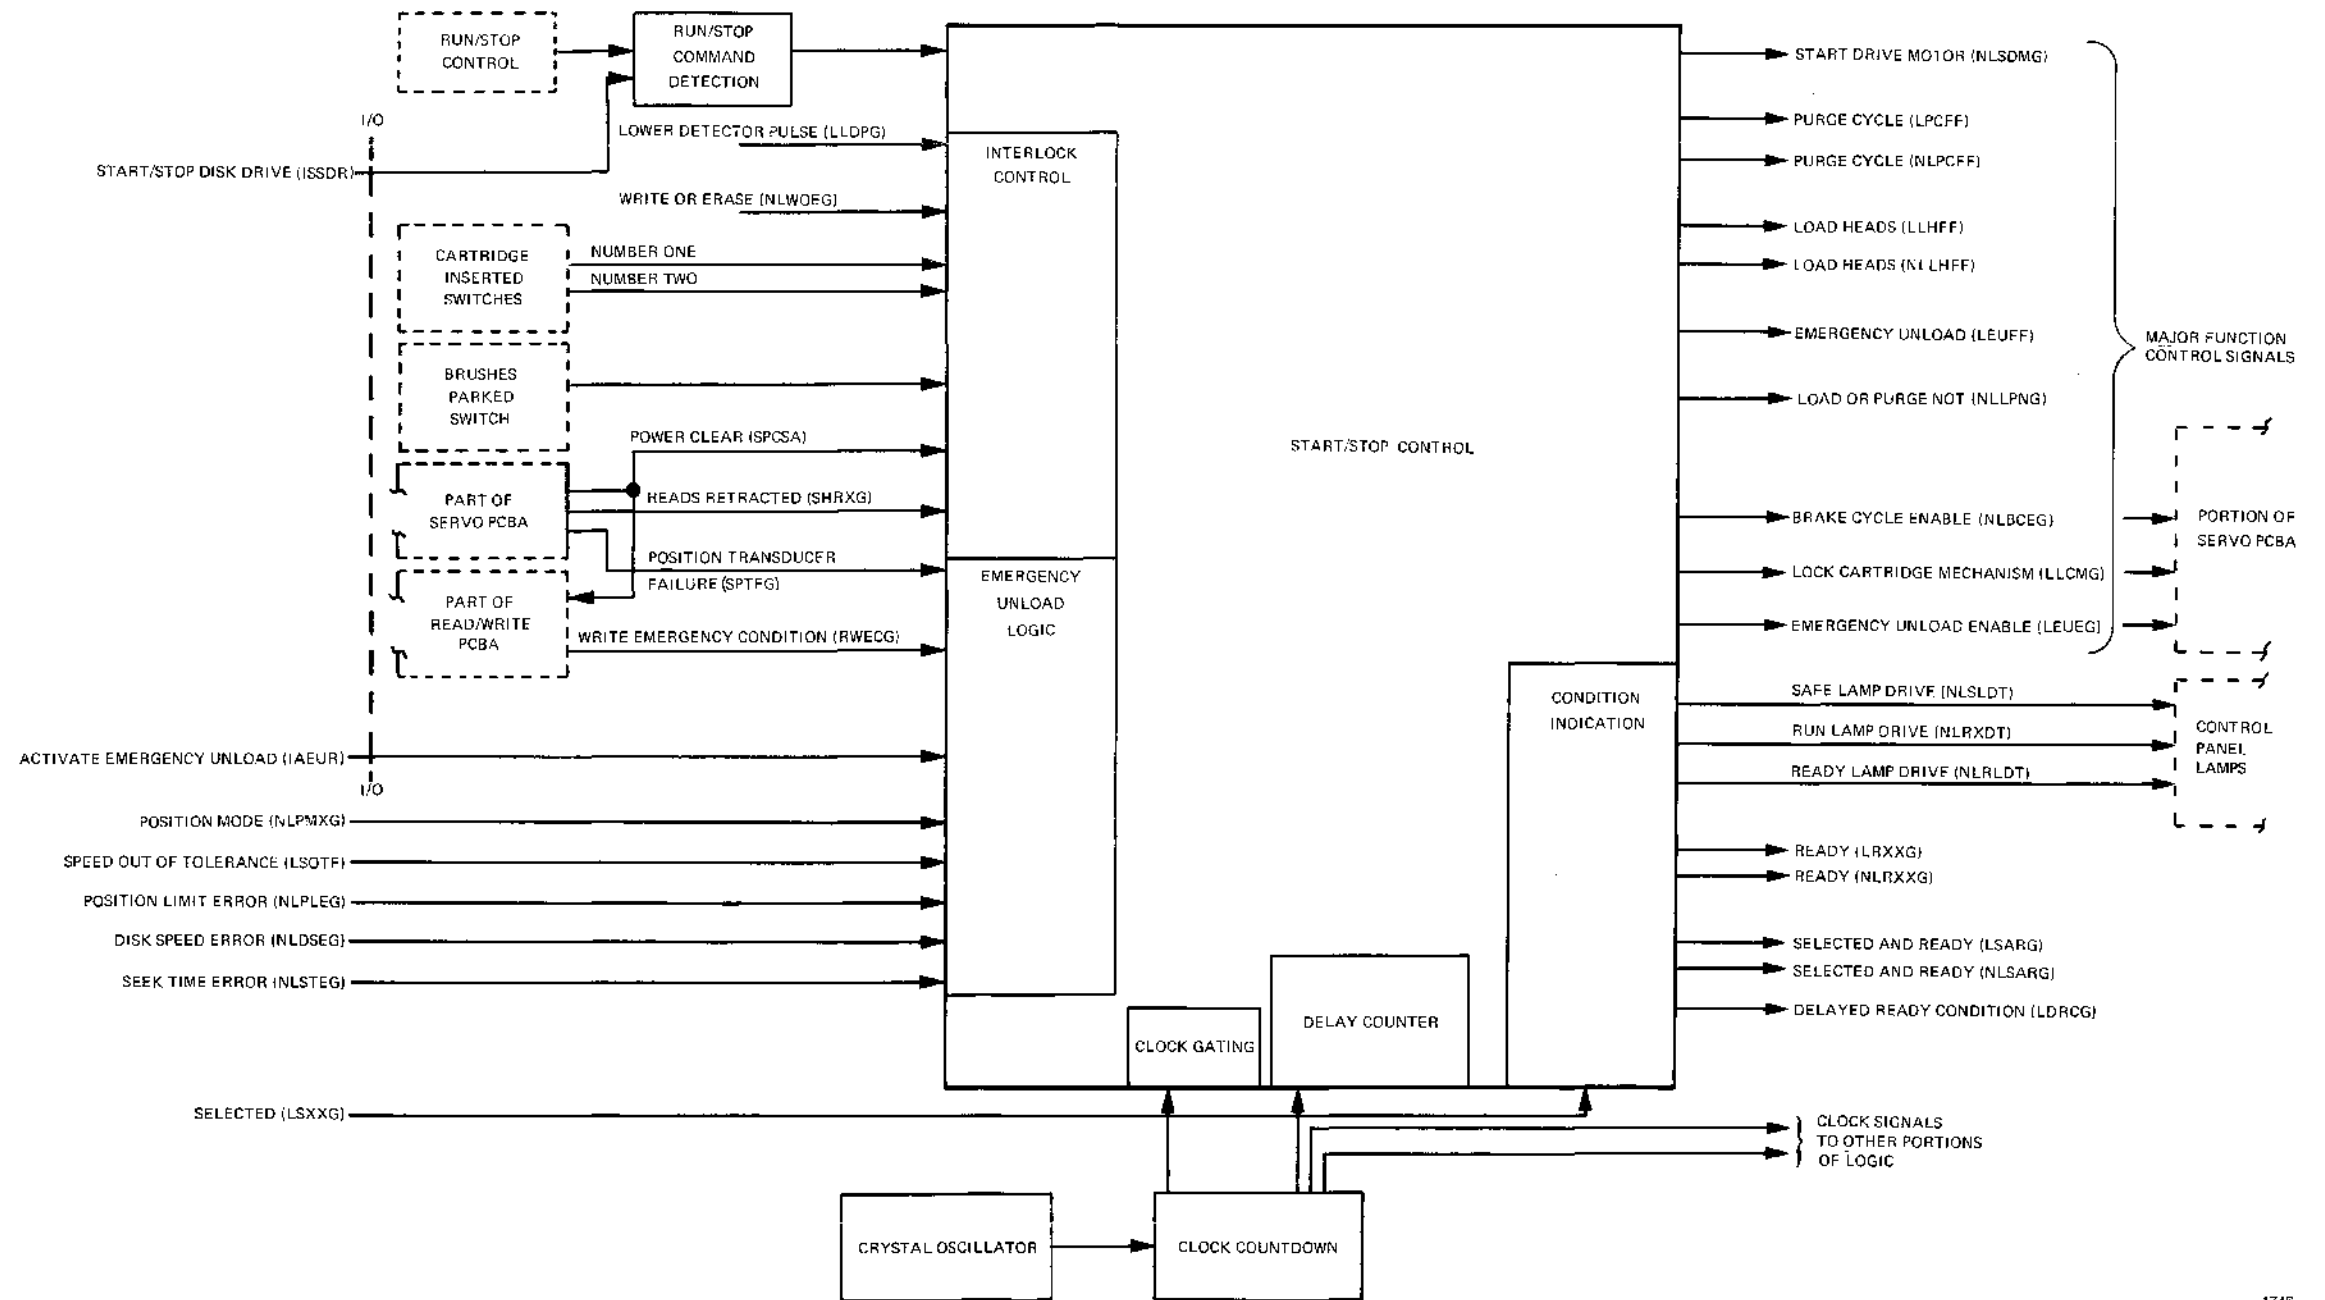 RUN/STOP
CONTROL
RUN/STOP
COMMAND
DETECTION
I/O
START/STOP DISK DRIVE (ISSDR)
LOWER DETECTOR PULSE (LLDPG)
WRITE OR ERASE (NLWOEG)
CARTRIDGE
INSERTED
SWITCHES
NUMBER ONE
NUMBER TWO
BRUSHES
PARKED
SWITCH
POWER CLEAR (SPCSA)
PART OF
SERVO PCBA
HEADS RETRACTED (SHRXG)
POSITION TRANSDUCER
FAILURE (SPTFG)
PART OF
READ/WRITE
PCBA
WRITE EMERGENCY CONDITION (RWECG)
ACTIVATE EMERGENCY UNLOAD (IAEUR)
I/O
POSITION MODE (NLPMXG)
SPEED OUT OF TOLERANCE (LSOTF)
POSITION LIMIT ERROR (NLPLEG)
DISK SPEED ERROR (NLDSEG)
SEEK TIME ERROR (NLSTEG)
SELECTED (LSXXG)
INTERLOCK
CONTROL
EMERGENCY
UNLOAD
LOGIC
START/STOP CONTROL
CLOCK GATING
DELAY COUNTER
CONDITION
INDICATION
CRYSTAL OSCILLATOR
CLOCK COUNTDOWN
START DRIVE MOTOR (NLSDMG)
PURGE CYCLE (LPCFF)
PURGE CYCLE (NLPCFF)
LOAD HEADS (LLHFF)
LOAD HEADS (NLLHFF)
EMERGENCY UNLOAD (LEUFF)
LOAD OR PURGE NOT (NLLPNG)
BRAKE CYCLE ENABLE (NLBCEG)
LOCK CARTRIDGE MECHANISM (LLCMG)
EMERGENCY UNLOAD ENABLE (LEUEG)
MAJOR FUNCTION
CONTROL SIGNALS
PORTION OF
SERVO PCBA
SAFE LAMP DRIVE (NLSLDT)
RUN LAMP DRIVE (NLRXDT)
READY LAMP DRIVE (NLRLDT)
CONTROL
PANEL
LAMPS
READY (LRXXG)
READY (NLRXXG)
SELECTED AND READY (LSARG)
SELECTED AND READY (NLSARG)
DELAYED READY CONDITION (LDRCG)
CLOCK SIGNALS
TO OTHER PORTIONS
OF LOGIC